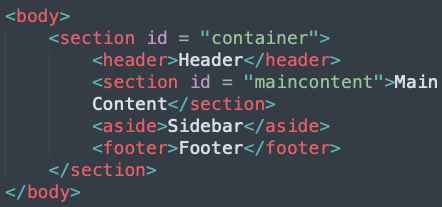 <body>
    <section id = "container">
        <header>Header</header>
        <section id = "maincontent">Main
        Content</section>
        <aside>Sidebar</aside>
        <footer>Footer</footer>
    </section>
</body>